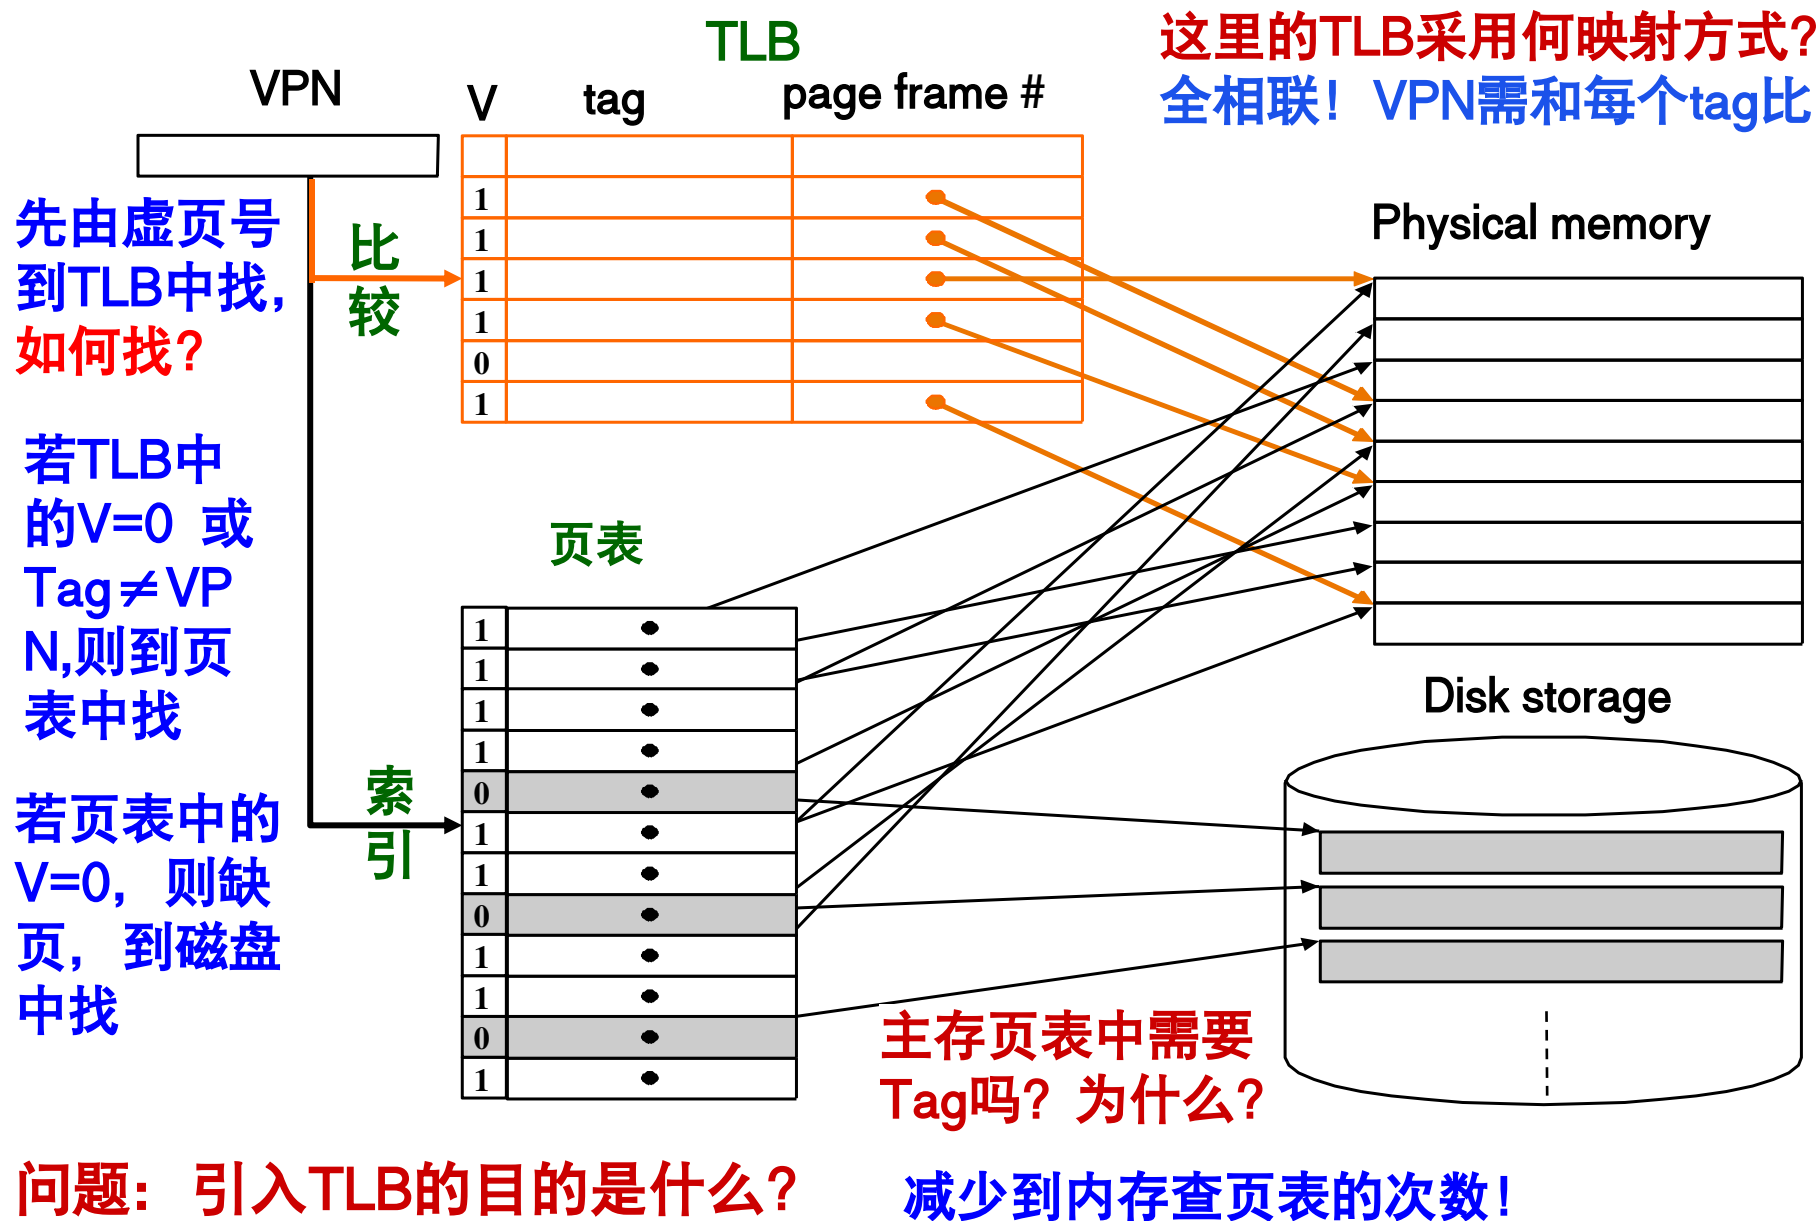 TLB
这里的TLB采用何映射方式?
全相联！VPN需和每个tag比
VPN
V
tag
page frame #
1
1
1
1
0
1
先由虚页号
到TLB中找，
如何找?
比
较
Physical memory
若TLB中
的V=0 或
Tag≠VP
N,则到页
表中找
页表
1
1
1
1
0
1
1
0
1
1
0
1
Disk storage
若页表中的
V=0，则缺
页，到磁盘
中找
索
引
主存页表中需要
Tag吗？为什么?
问题：引入TLB的目的是什么?
减少到内存查页表的次数！